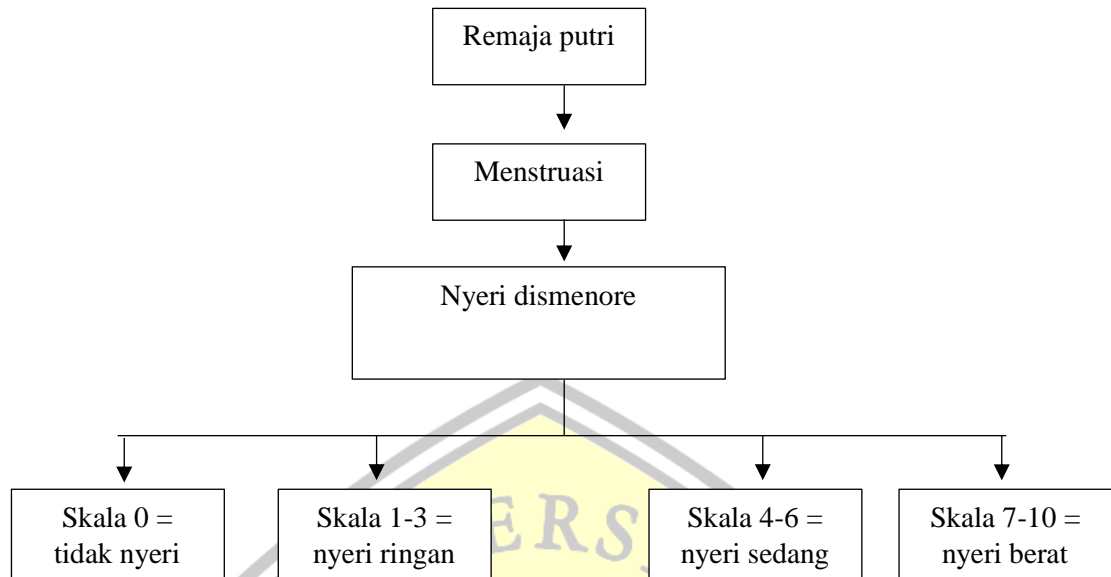 Remaja putri
Menstruasi
Nyeri dismenore
Skala 0 =
tidak nyeri
Skala 1-3 =
nyeri ringan
Skala 4-6 =
nyeri sedang
Skala 7-10 =
nyeri berat
ERS